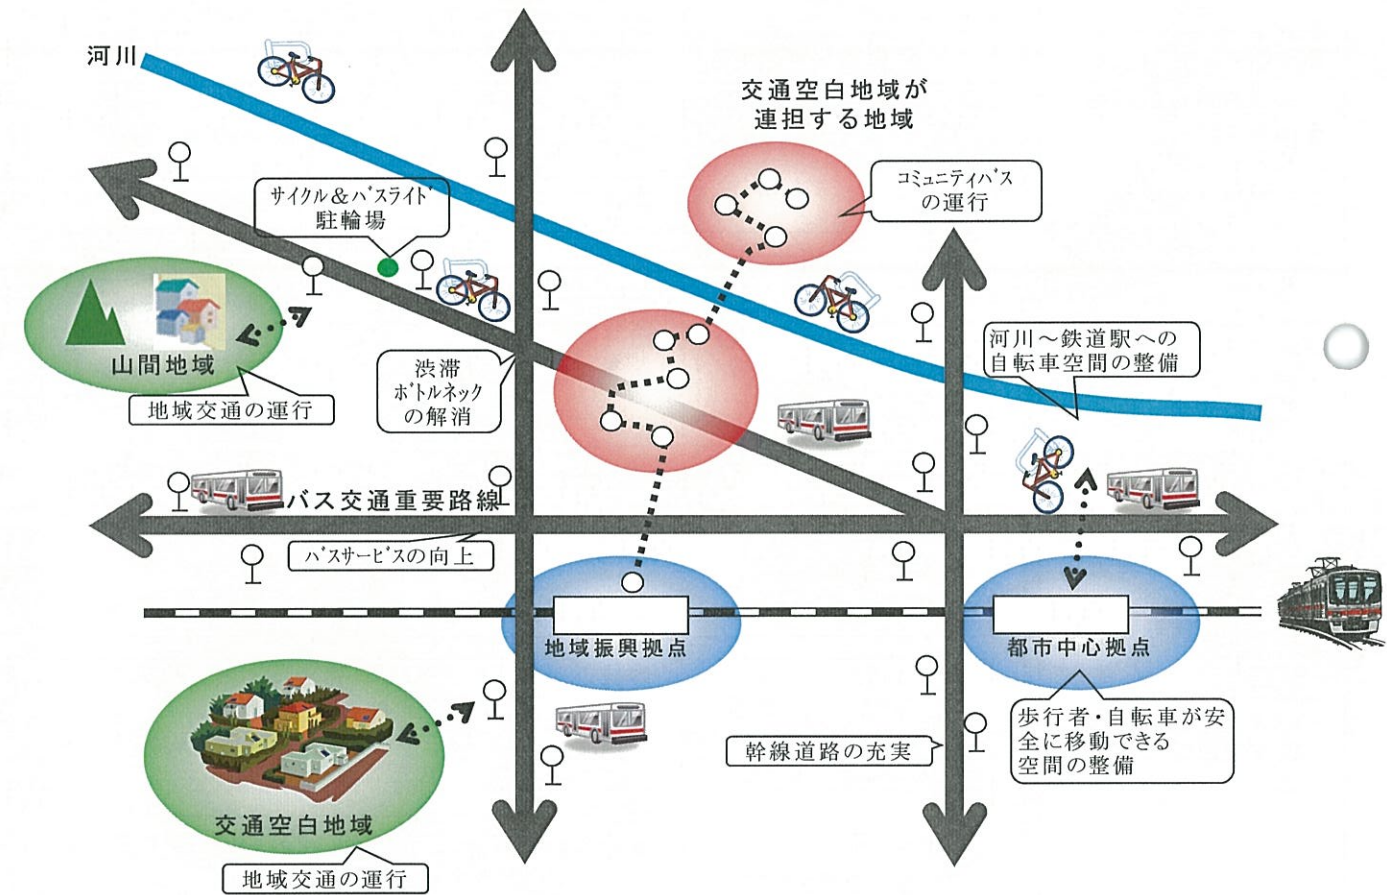 河川
交通空白地域が
連担する地域
コミュニティバス
の運行
サイクル＆バスライド
駐輪場
河川～鉄道駅への
自転車空間の整備
山間地域
渋滞
ボトルネック
の解消
地域交通の運行
バス交通重要路線
バスサービスの向上
地域振興拠点
都市中心拠点
歩行者・自転車が安
全に移動できる
空間の整備
幹線道路の充実
交通空白地域
地域交通の運行